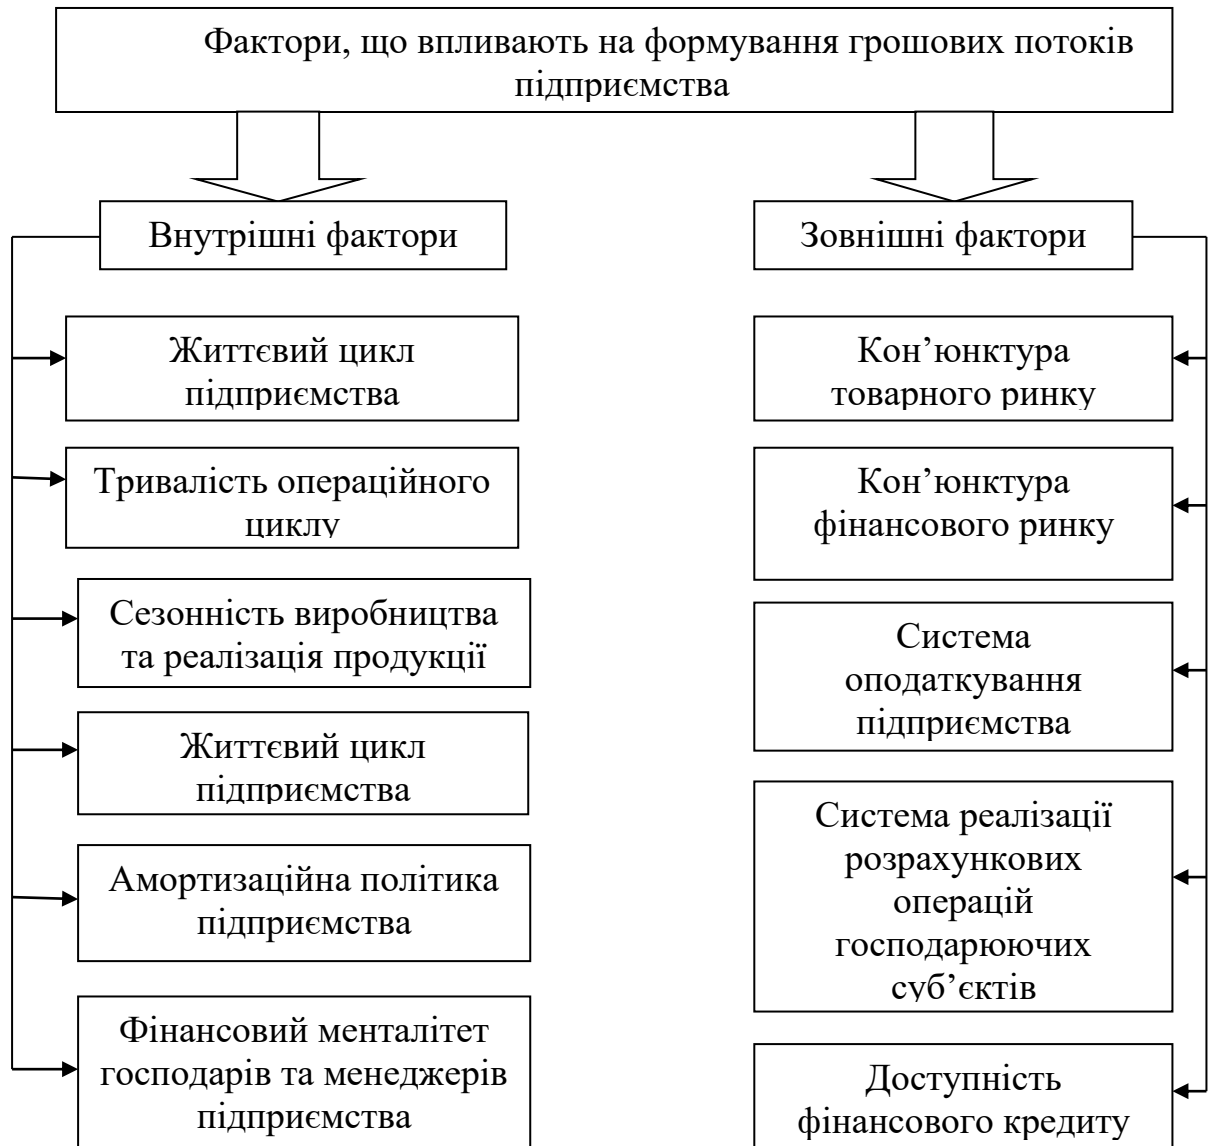 Фактори, що впливають на формування грошових потоків
підприємства
Внутрішні фактори
Життєвий цикл
підприємства
Тривалість операційного
циклу
Сезонність виробництва
та реалізація продукції
Життєвий цикл
підприємства
Амортизаційна політика
підприємства
Фінансовий менталітет
господарів та менеджерів
підприємства
Зовнішні фактори
Кон’юнктура
товарного ринку
Кон’юнктура
фінансового ринку
Система
оподаткування
підприємства
Система реалізації
розрахункових
операцій
господарюючих
суб’єктів
Доступність
фінансового кредиту